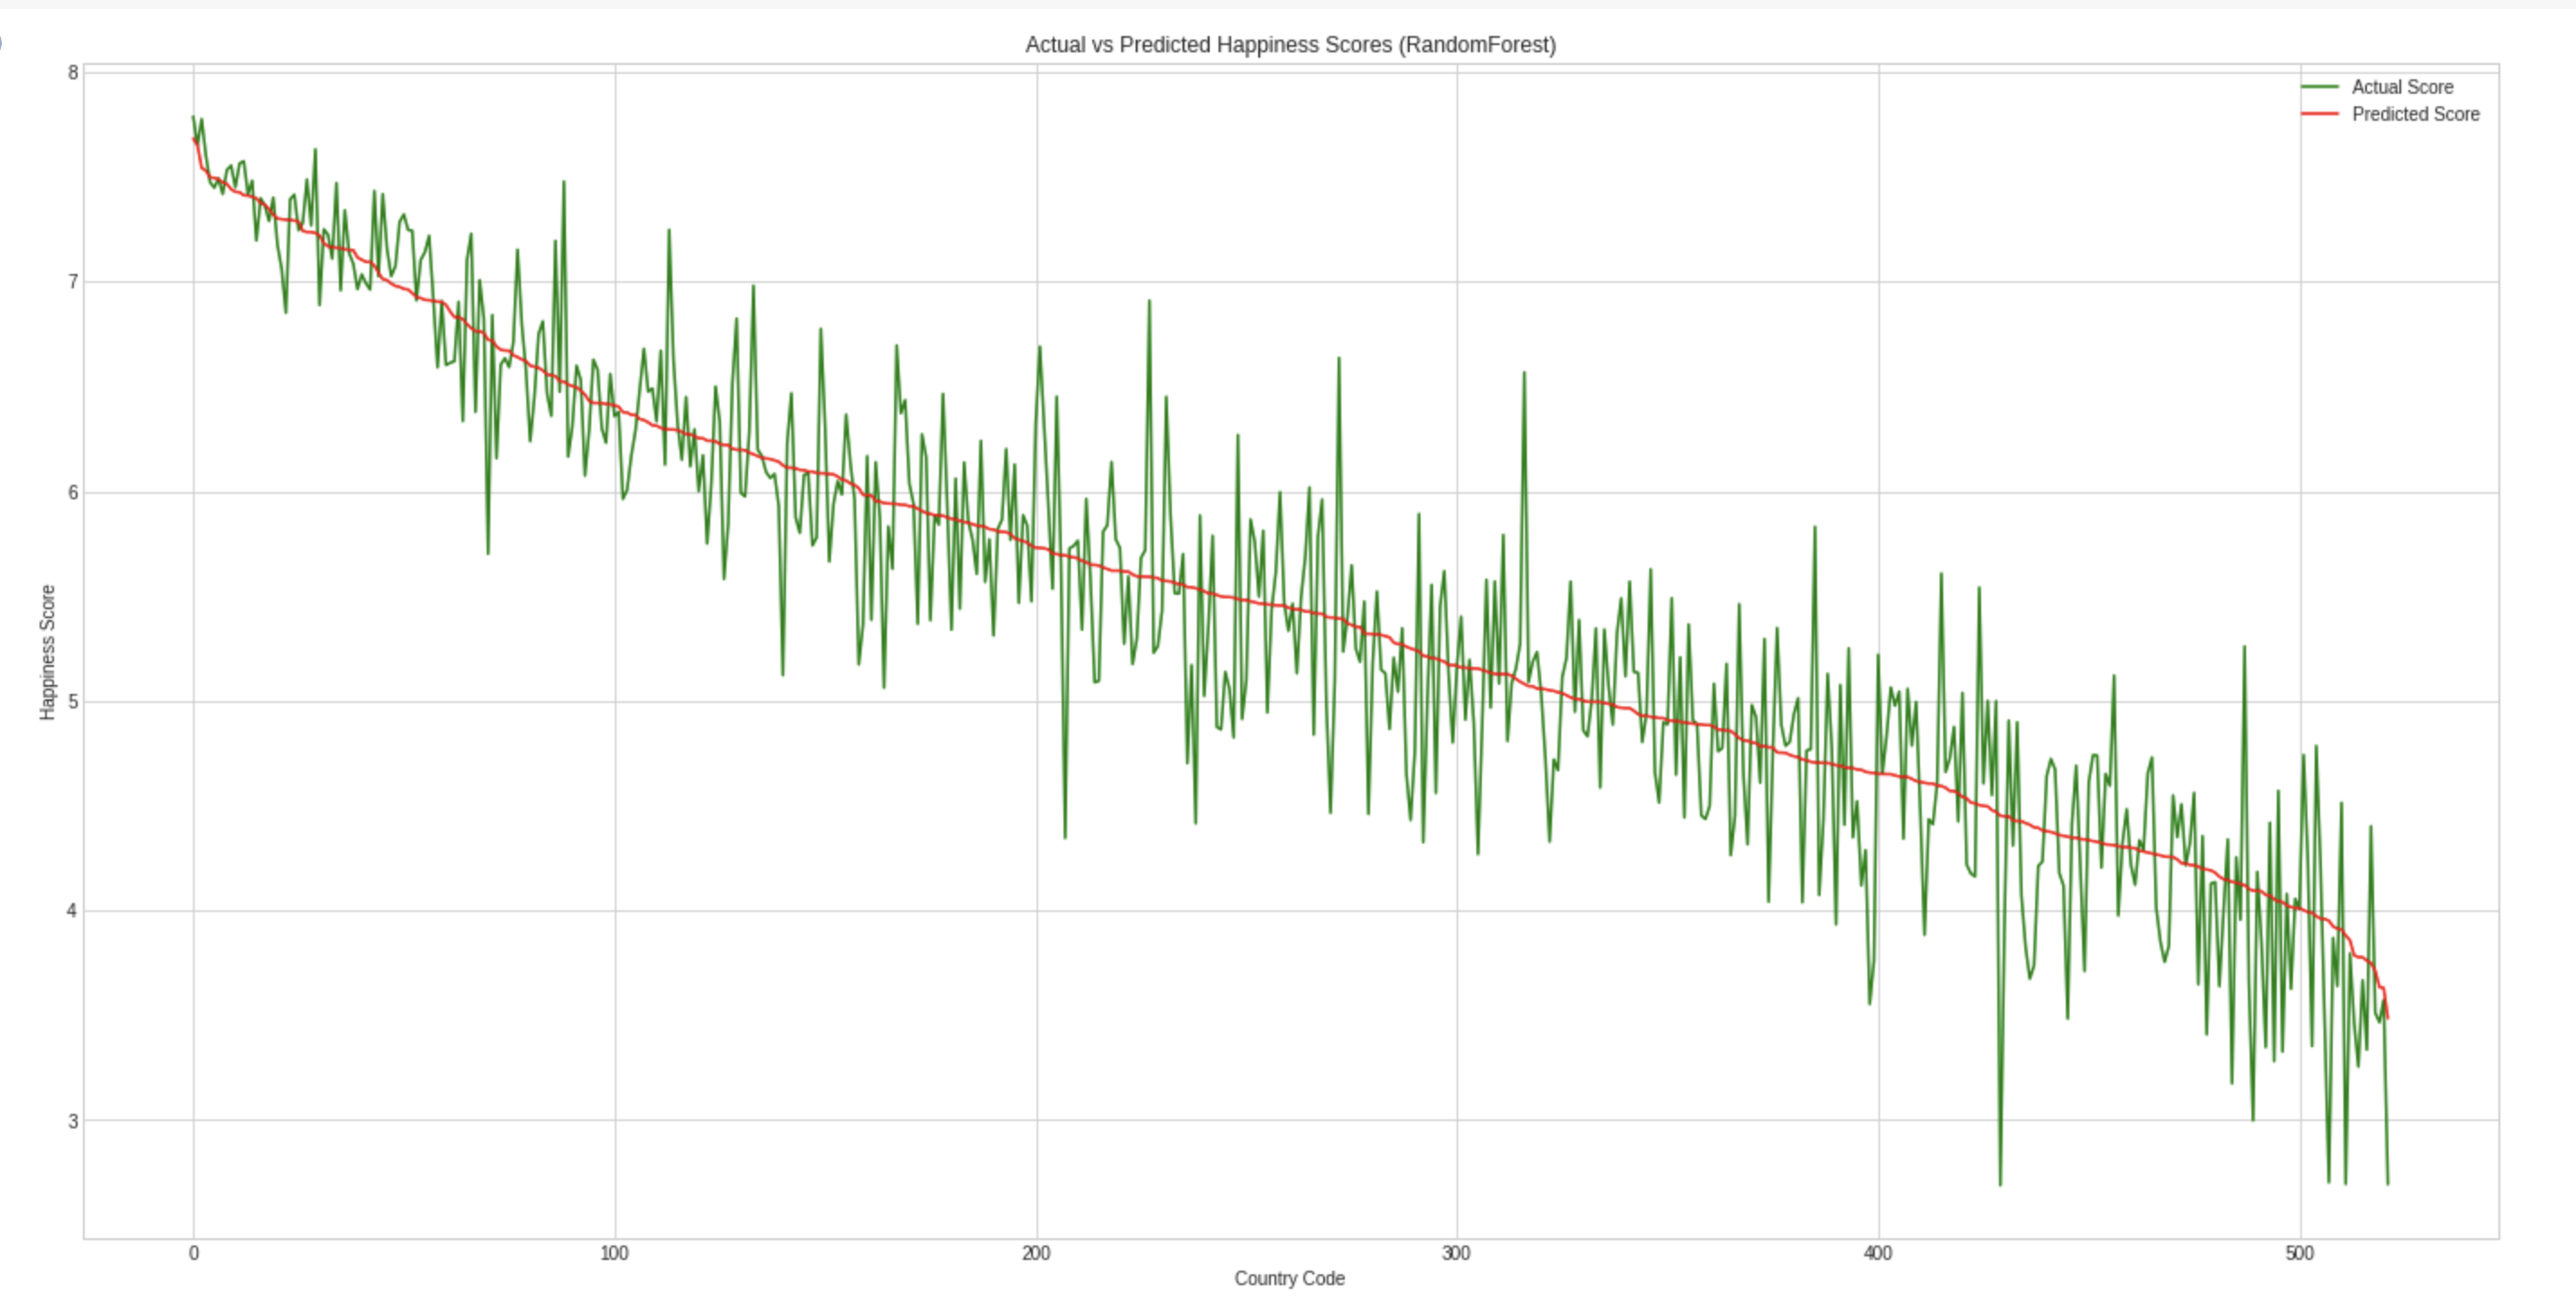 Actual vs Predicted Happiness Scores (RandomForest)
Actual Score
Predicted Score
8
7
6
5
4
3
Happiness Score
0 100 200 300 400 500
Country Code